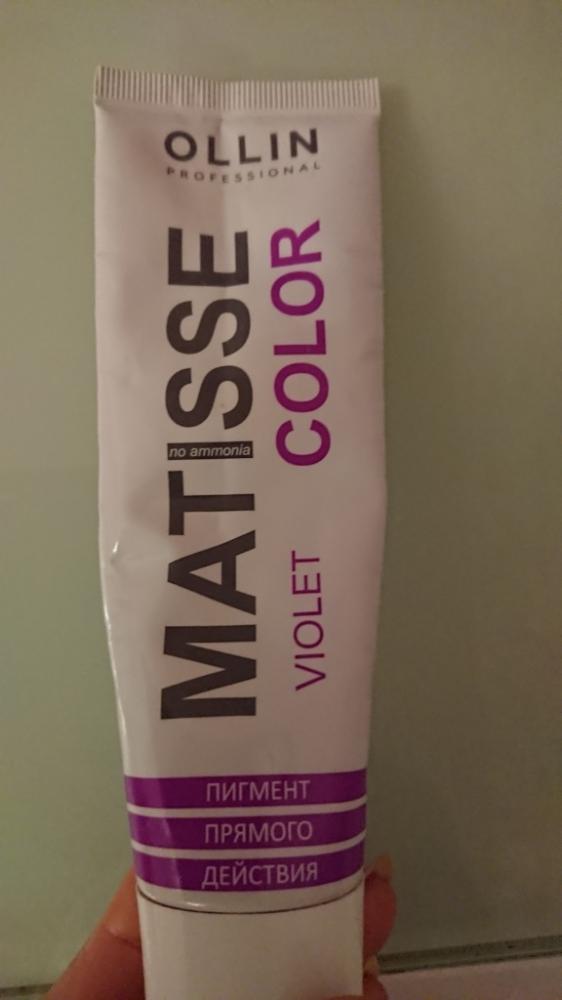 OLLIN
PROFESSIONAL
MATISSE
no ammonia
COLOR
VIOLET
ПИГМЕНТ
ПРЯМОГО
ДЕЙСТВИЯ